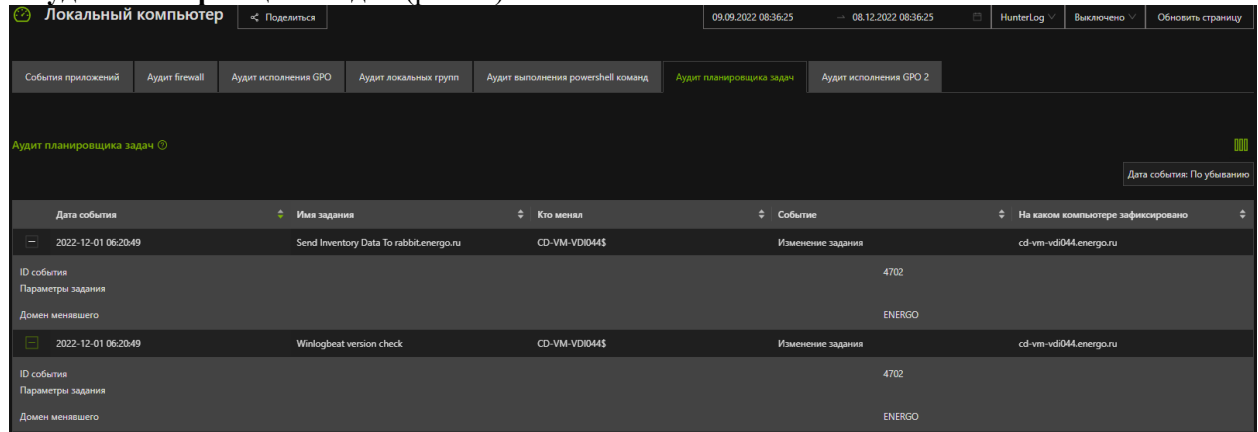 Локальный компьютер Поделиться 09.09.2022 08:36:25 → 08.12.2022 08:36:25 HunterLog Выключено Обновить страницу
События приложений Аудит firewall Аудит исполнения GPO Аудит локальных групп Аудит выполнения powershell команд Аудит планировщика задач Аудит исполнения GPO 2
Аудит планировщика задач
Дата события: По убыванию
Дата события Имя задания Кто менял Событие На каком компьютере зафиксировано
2022-12-01 06:20:49 Send Inventory Data To rabbit.energo.ru CD-VM-VDI044$ Изменение задания cd-vm-vdi044.energo.ru
ID события 4702
Параметры задания
Домен менявшего ENERGO
2022-12-01 06:20:49 Winlogbeat version check CD-VM-VDI044$ Изменение задания cd-vm-vdi044.energo.ru
ID события 4702
Параметры задания
Домен менявшего ENERGO